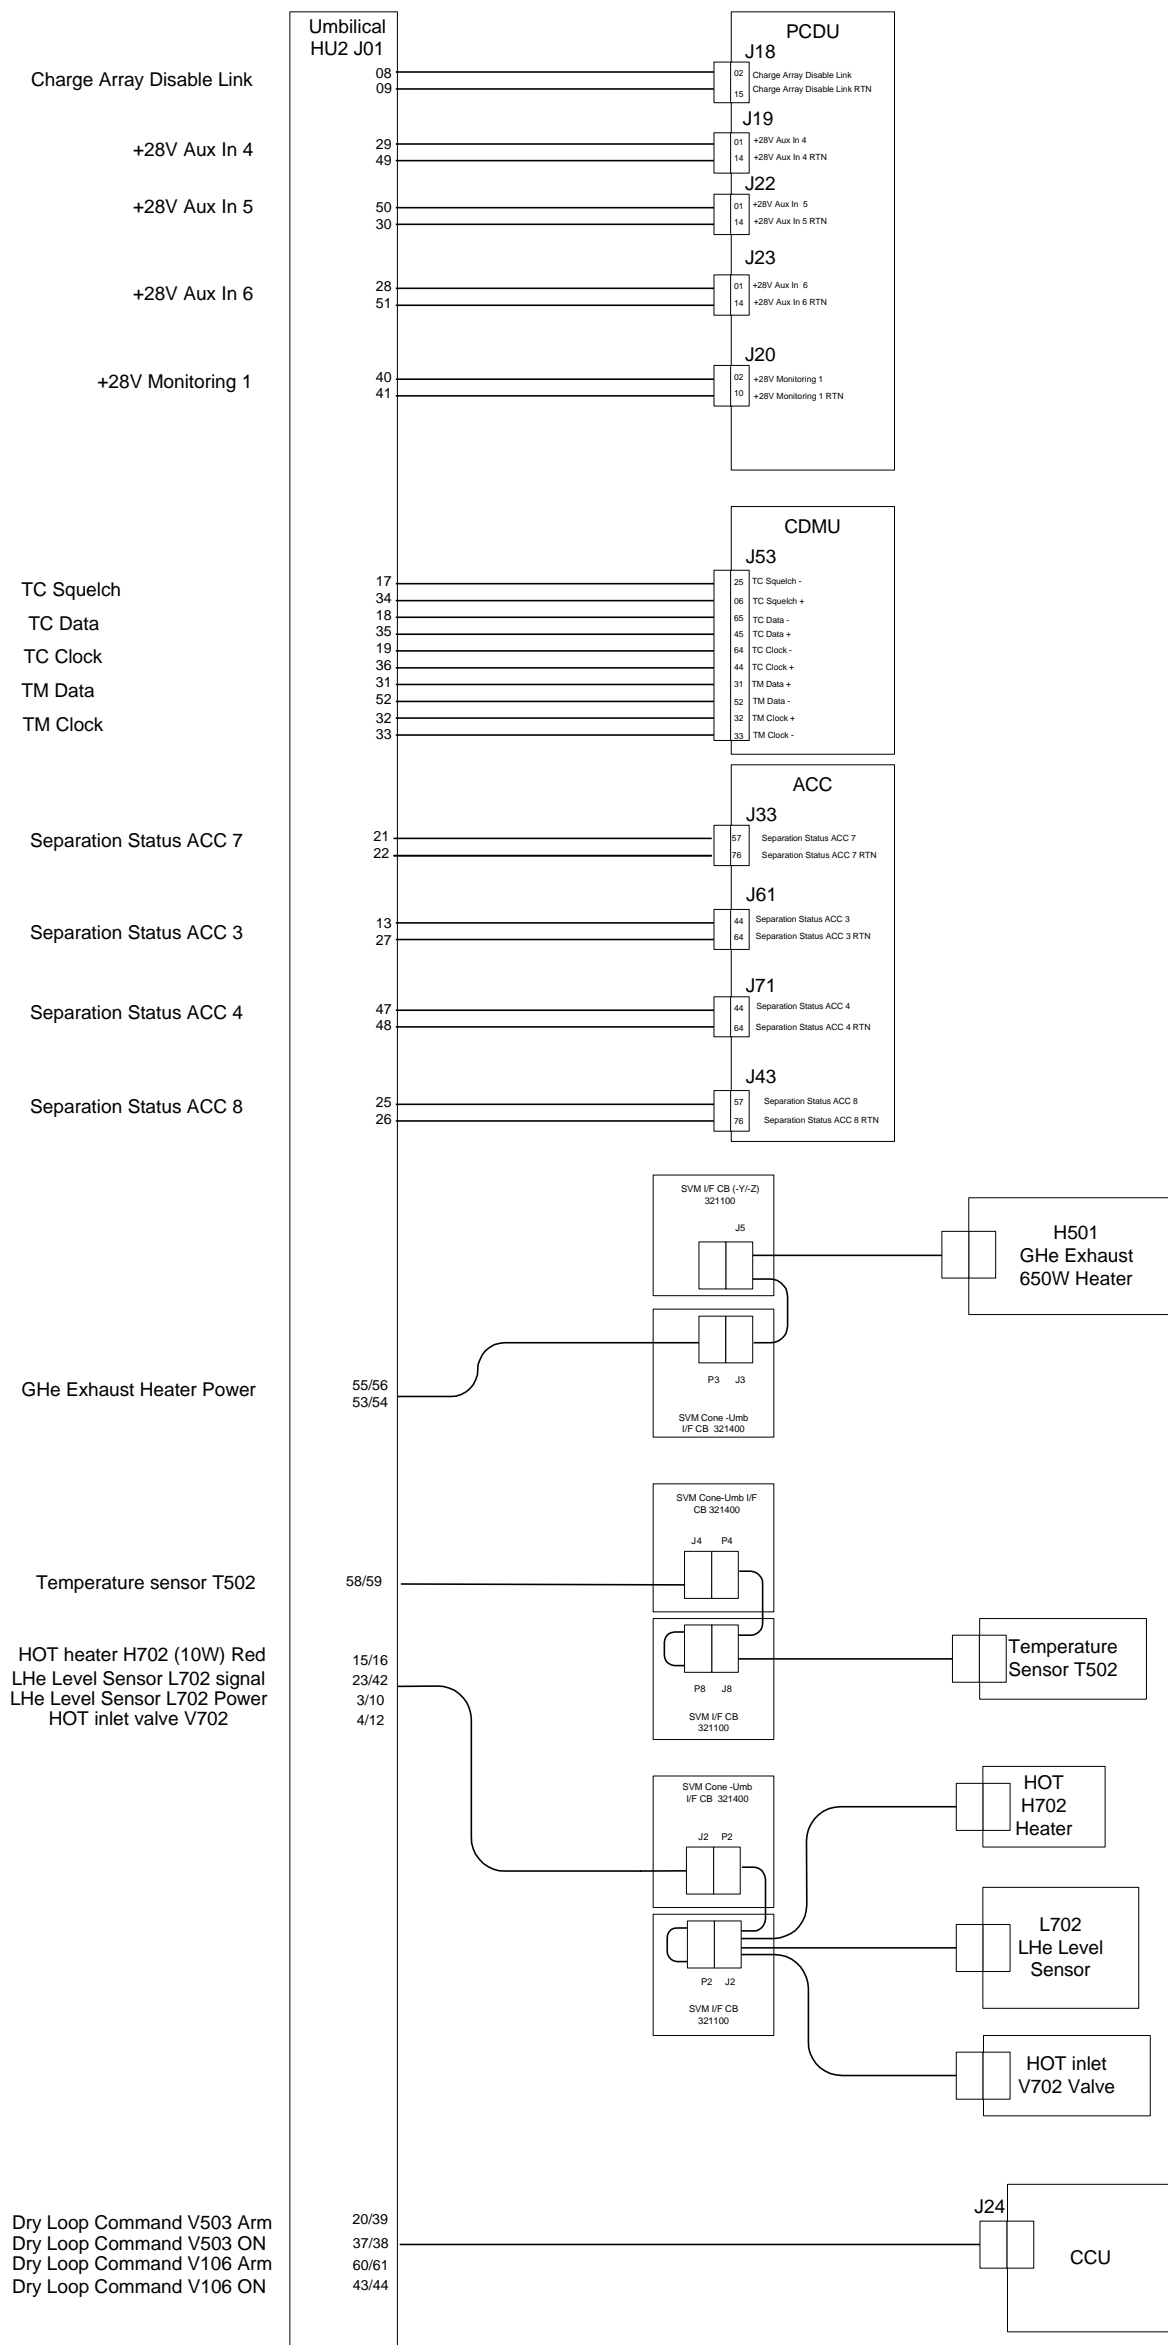 Umbilical
HU2 J01
PCDU
J18
Charge Array Disable Link
08
09
02 Charge Array Disable Link
15 Charge Array Disable Link RTN
J19
+28V Aux In 4
29
49
01 +28V Aux In 4
14 +28V Aux In 4 RTN
J22
+28V Aux In 5
50
30
01 +28V Aux In 5
14 +28V Aux In 5 RTN
J23
+28V Aux In 6
28
51
01 +28V Aux In 6
14 +28V Aux In 6 RTN
J20
+28V Monitoring 1
40
41
02 +28V Monitoring 1
10 +28V Monitoring 1 RTN
CDMU
J53
TC Squelch
17
34
25 TC Squelch -
06 TC Squelch +
TC Data
18
35
65 TC Data -
45 TC Data +
TC Clock
19
36
64 TC Clock -
44 TC Clock +
TM Data
31
52
31 TM Data +
52 TM Data -
TM Clock
32
33
32 TM Clock +
33 TM Clock -
ACC
J33
Separation Status ACC 7
21
22
57 Separation Status ACC 7
76 Separation Status ACC 7 RTN
J61
Separation Status ACC 3
13
27
44 Separation Status ACC 3
64 Separation Status ACC 3 RTN
J71
Separation Status ACC 4
47
48
44 Separation Status ACC 4
64 Separation Status ACC 4 RTN
J43
Separation Status ACC 8
25
26
57 Separation Status ACC 8
76 Separation Status ACC 8 RTN
SVM I/F CB (-Y/-Z)
321100
J5
H501
GHe Exhaust
650W Heater
GHe Exhaust Heater Power
55/56
53/54
P3 J3
SVM Cone -Umb
I/F CB 321400
SVM Cone-Umb I/F
CB 321400
J4 P4
Temperature sensor T502
58/59
Temperature
Sensor T502
P8 J8
SVM I/F CB
321100
HOT heater H702 (10W) Red
15/16
LHe Level Sensor L702 signal
23/42
LHe Level Sensor L702 Power
3/10
HOT inlet valve V702
4/12
SVM Cone -Umb
I/F CB 321400
J2 P2
HOT
H702
Heater
L702
LHe Level
Sensor
P2 J2
SVM I/F CB
321100
HOT inlet
V702 Valve
J24
Dry Loop Command V503 Arm
20/39
Dry Loop Command V503 ON
37/38
Dry Loop Command V106 Arm
60/61
Dry Loop Command V106 ON
43/44
CCU